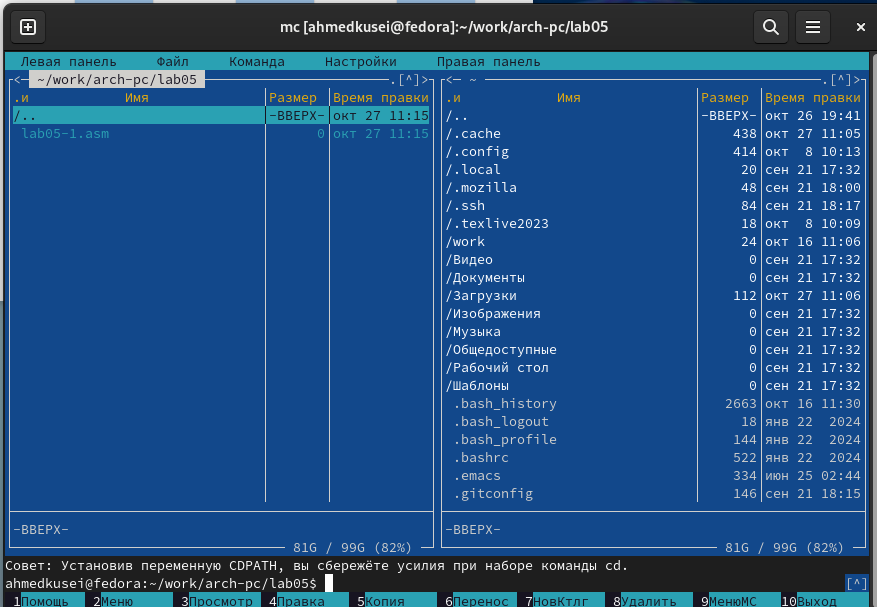 mc [ahmedkusei@fedora]:~/work/arch-pc/lab05
Левая панель Файл Команда Настройки Правая панель
<─ ~/work/arch-pc/lab05 .[^]>
.и Имя Размер Время правки
/.. -ВВЕРХ- окт 27 11:15
lab05-1.asm 0 окт 27 11:15
-ВВЕРХ-
81G / 99G (82%)
<─ ~ .[^]>
.и Имя Размер Время правки
/.. -ВВЕРХ- окт 26 19:41
/.cache 438 окт 27 11:05
/.config 414 окт 8 10:13
/.local 20 сен 21 17:32
/.mozilla 48 сен 21 18:00
/.ssh 84 сен 21 18:17
/.texlive2023 18 окт 8 10:09
/work 24 окт 16 11:06
/Видео 0 сен 21 17:32
/Документы 0 сен 21 17:32
/Загрузки 112 окт 27 11:06
/Изображения 0 сен 21 17:32
/Музыка 0 сен 21 17:32
/Общедоступные 0 сен 21 17:32
/Рабочий стол 0 сен 21 17:32
/Шаблоны 0 сен 21 17:32
.bash_history 2663 окт 16 11:30
.bash_logout 18 янв 22 2024
.bash_profile 144 янв 22 2024
.bashrc 522 янв 22 2024
.emacs 334 июн 25 02:44
.gitconfig 146 сен 21 18:15
-ВВЕРХ-
81G / 99G (82%)
Совет: Установив переменную CDPATH, вы сбережёте усилия при наборе команды cd.
ahmedkusei@fedora:~/work/arch-pc/lab05$ [^]
1Помощь 2Меню 3Просмотр 4Правка 5Копия 6Перенос 7НовКтлг 8Удалить 9МенюМС 10Выход